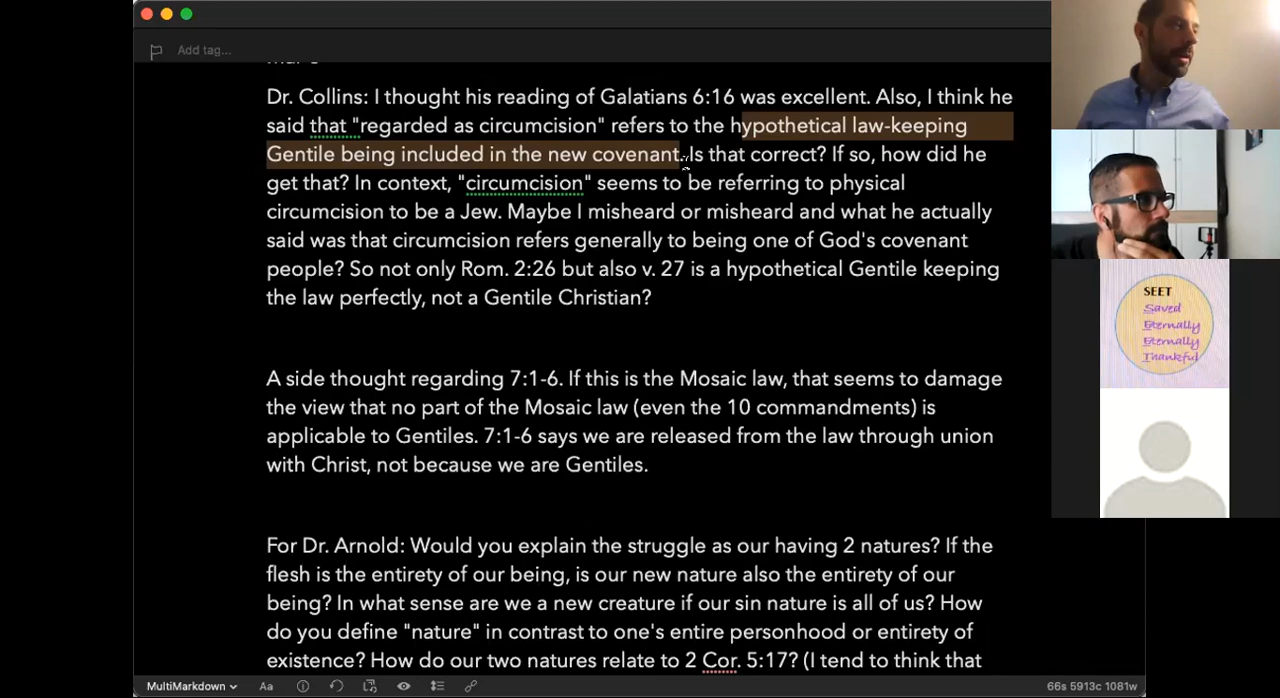 Add tag...
Dr. Collins: I thought his reading of Galatians 6:16 was excellent. Also, I think he
said that "regarded as circumcision" refers to the hypothetical law-keeping
Gentile being included in the new covenant. Is that correct? If so, how did he
get that? In context, "circumcision" seems to be referring to physical
circumcision to be a Jew. Maybe I misheard or misheard and what he actually
said was that circumcision refers generally to being one of God's covenant
people? So not only Rom. 2:26 but also v. 27 is a hypothetical Gentile keeping
the law perfectly, not a Gentile Christian?
A side thought regarding 7:1-6. If this is the Mosaic law, that seems to damage
the view that no part of the Mosaic law (even the 10 commandments) is
applicable to Gentiles. 7:1-6 says we are released from the law through union
with Christ, not because we are Gentiles.
For Dr. Arnold: Would you explain the struggle as our having 2 natures? If the
flesh is the entirety of our being, is our new nature also the entirety of our
being? In what sense are we a new creature if our sin nature is all of us? How
do you define "nature" in contrast to one's entire personhood or entirety of
existence? How do our two natures relate to 2 Cor. 5:17? (I tend to think that
MultiMarkdown
Aa
66s 5913c 1081w
SEET
Saved
Eternally
Eternally
Thankful